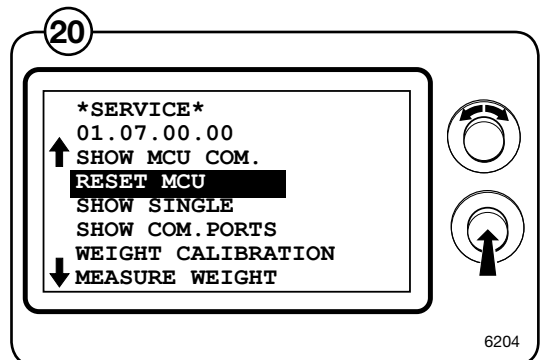 20
*SERVICE*
01.07.00.00
SHOW MCU COM.
RESET MCU
SHOW SINGLE
SHOW COM.PORTS
WEIGHT CALIBRATION
MEASURE WEIGHT
6204